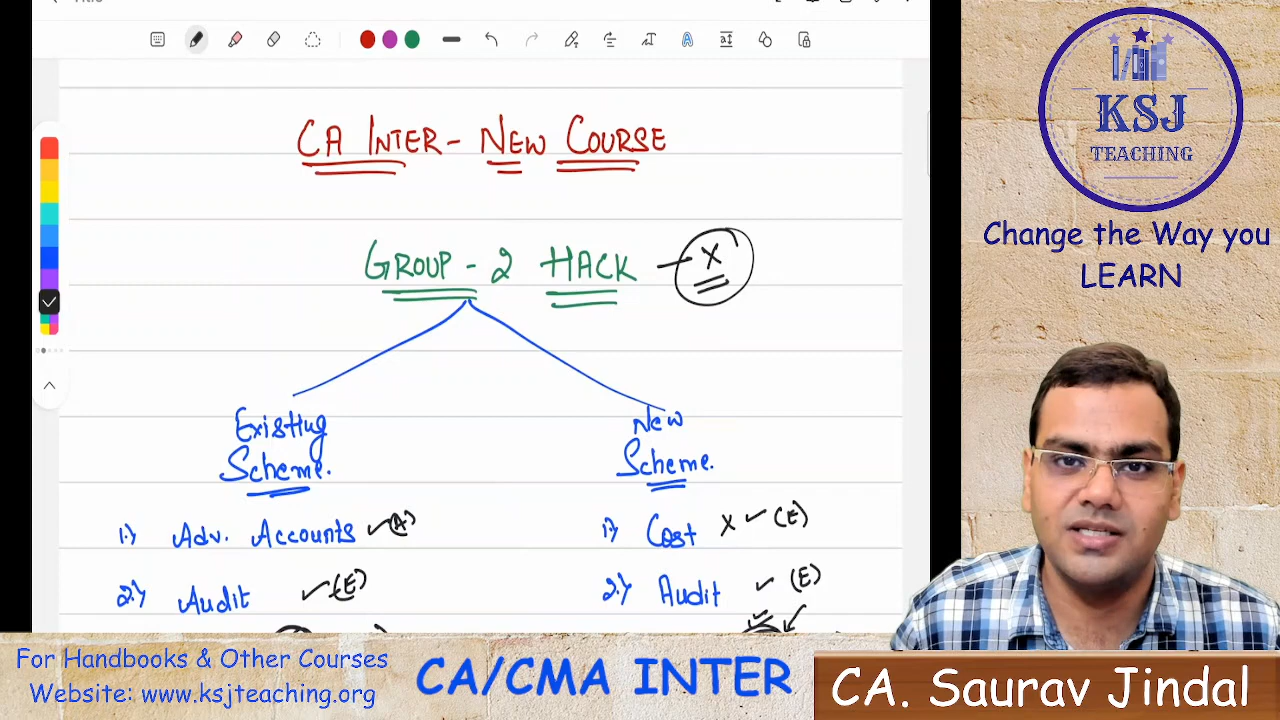 KSJ
TEACHING
Change the Way you
LEARN
CA INTER - NEW COURSE
GROUP - 2 HACK - X
Existing
Scheme.
New
Scheme.
1.) Adv. Accounts ✓(A)
1) Cost X ✓ (E)
2.) Audit ✓(E)
2.) Audit ✓ (E)
For Handbooks & Other Courses
Website: www.ksjteaching.org
CA/CMA INTER
CA. Saurav Jindal